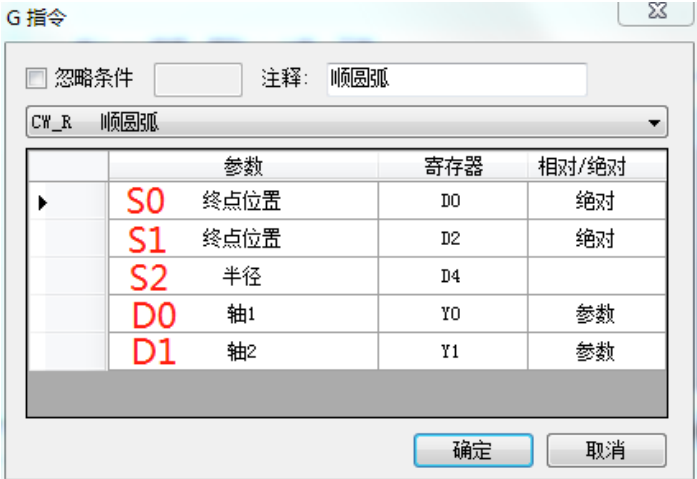 G 指令
忽略条件 注释: 顺圆弧
CW_R 顺圆弧
参数 寄存器 相对/绝对
S0 终点位置 D0 绝对
S1 终点位置 D2 绝对
S2 半径 D4
D0 轴1 Y0 参数
D1 轴2 Y1 参数
确定 取消